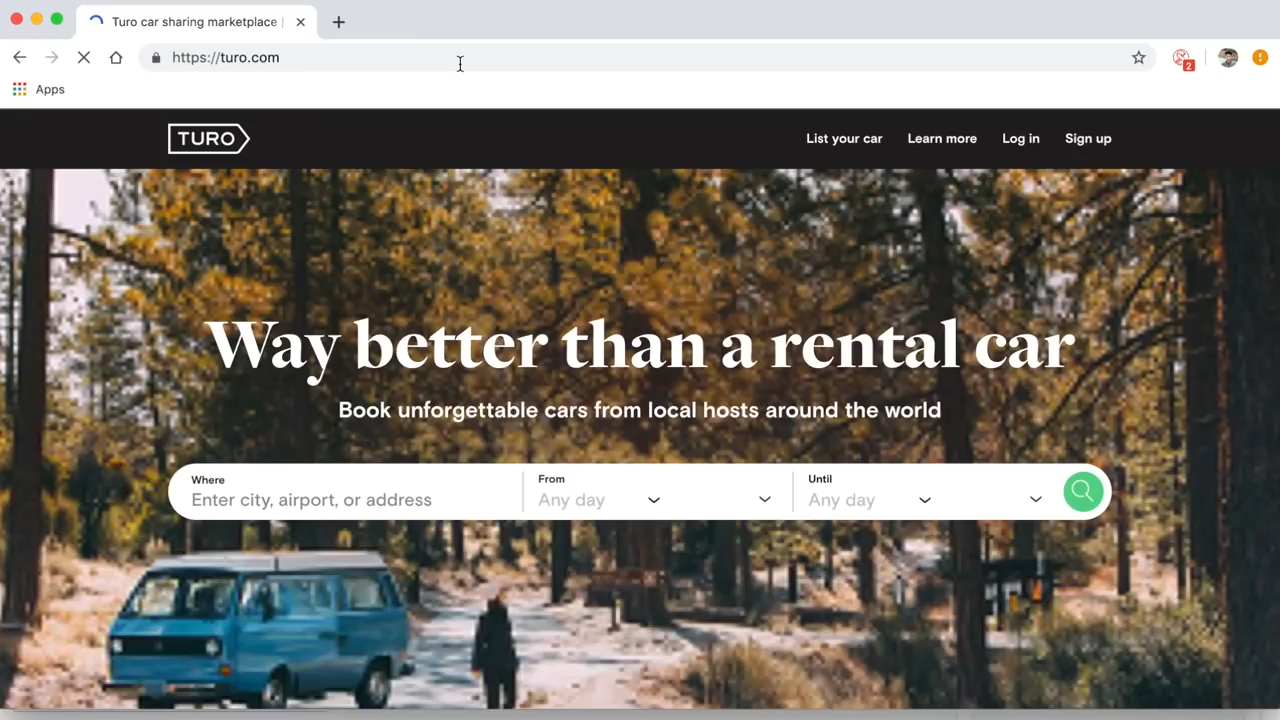 Turo car sharing marketplace
https://turo.com
2
Apps
TURO
List your car Learn more Log in Sign up
Way better than a rental car
Book unforgettable cars from local hosts around the world
Where From Until
Enter city, airport, or address Any day Any day